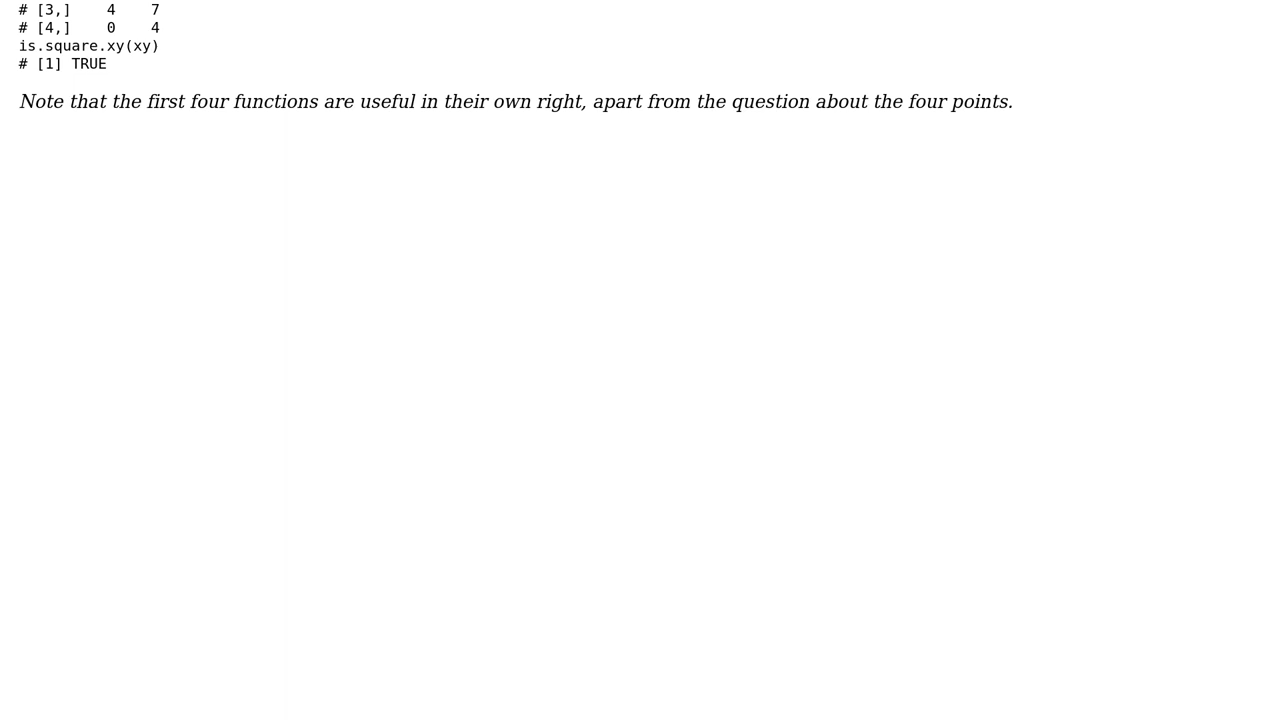 # [3,]    4    7
# [4,]    0    4
is.square.xy(xy)
# [1] TRUE
Note that the first four functions are useful in their own right, apart from the question about the four points.